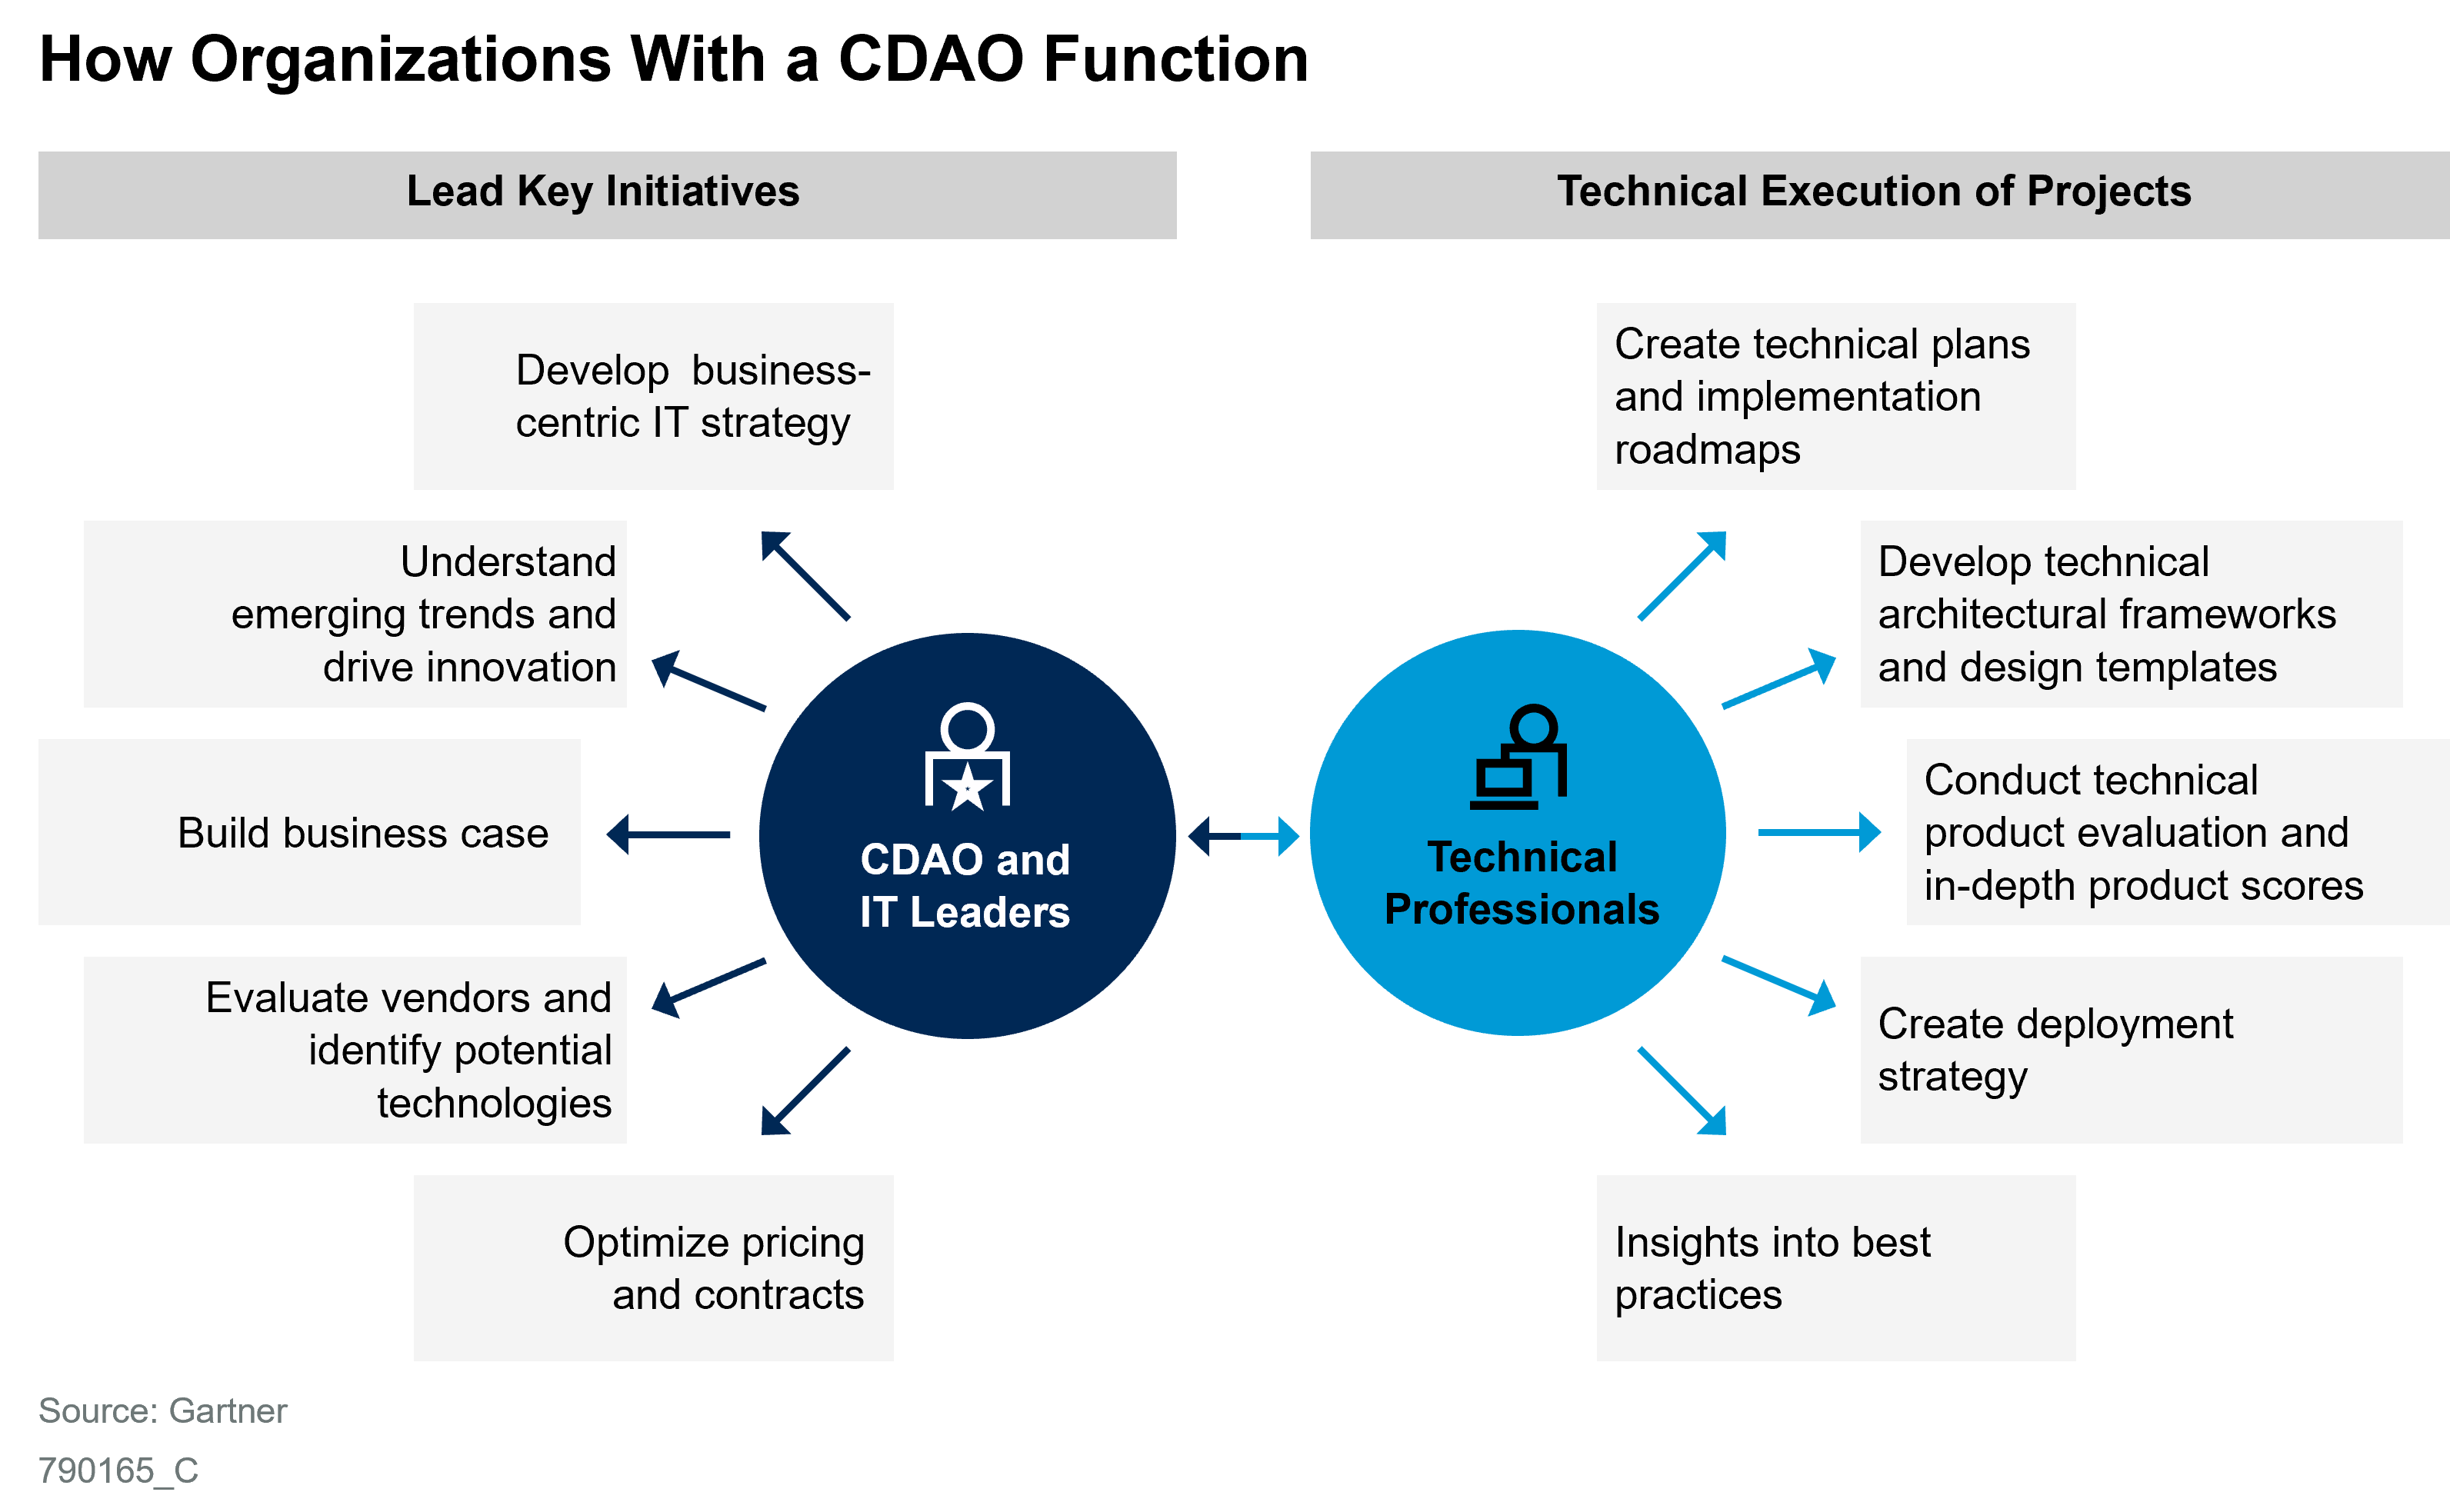 How Organizations With a CDAO Function
Lead Key Initiatives
Develop business-
centric IT strategy
Understand
emerging trends and
drive innovation
Build business case
Evaluate vendors and
identify potential
technologies
Optimize pricing
and contracts
CDAO and
IT Leaders
Technical Execution of Projects
Technical
Professionals
Create technical plans
and implementation
roadmaps
Develop technical
architectural frameworks
and design templates
Conduct technical
product evaluation and
in-depth product scores
Create deployment
strategy
Insights into best
practices
Source: Gartner
790165_C